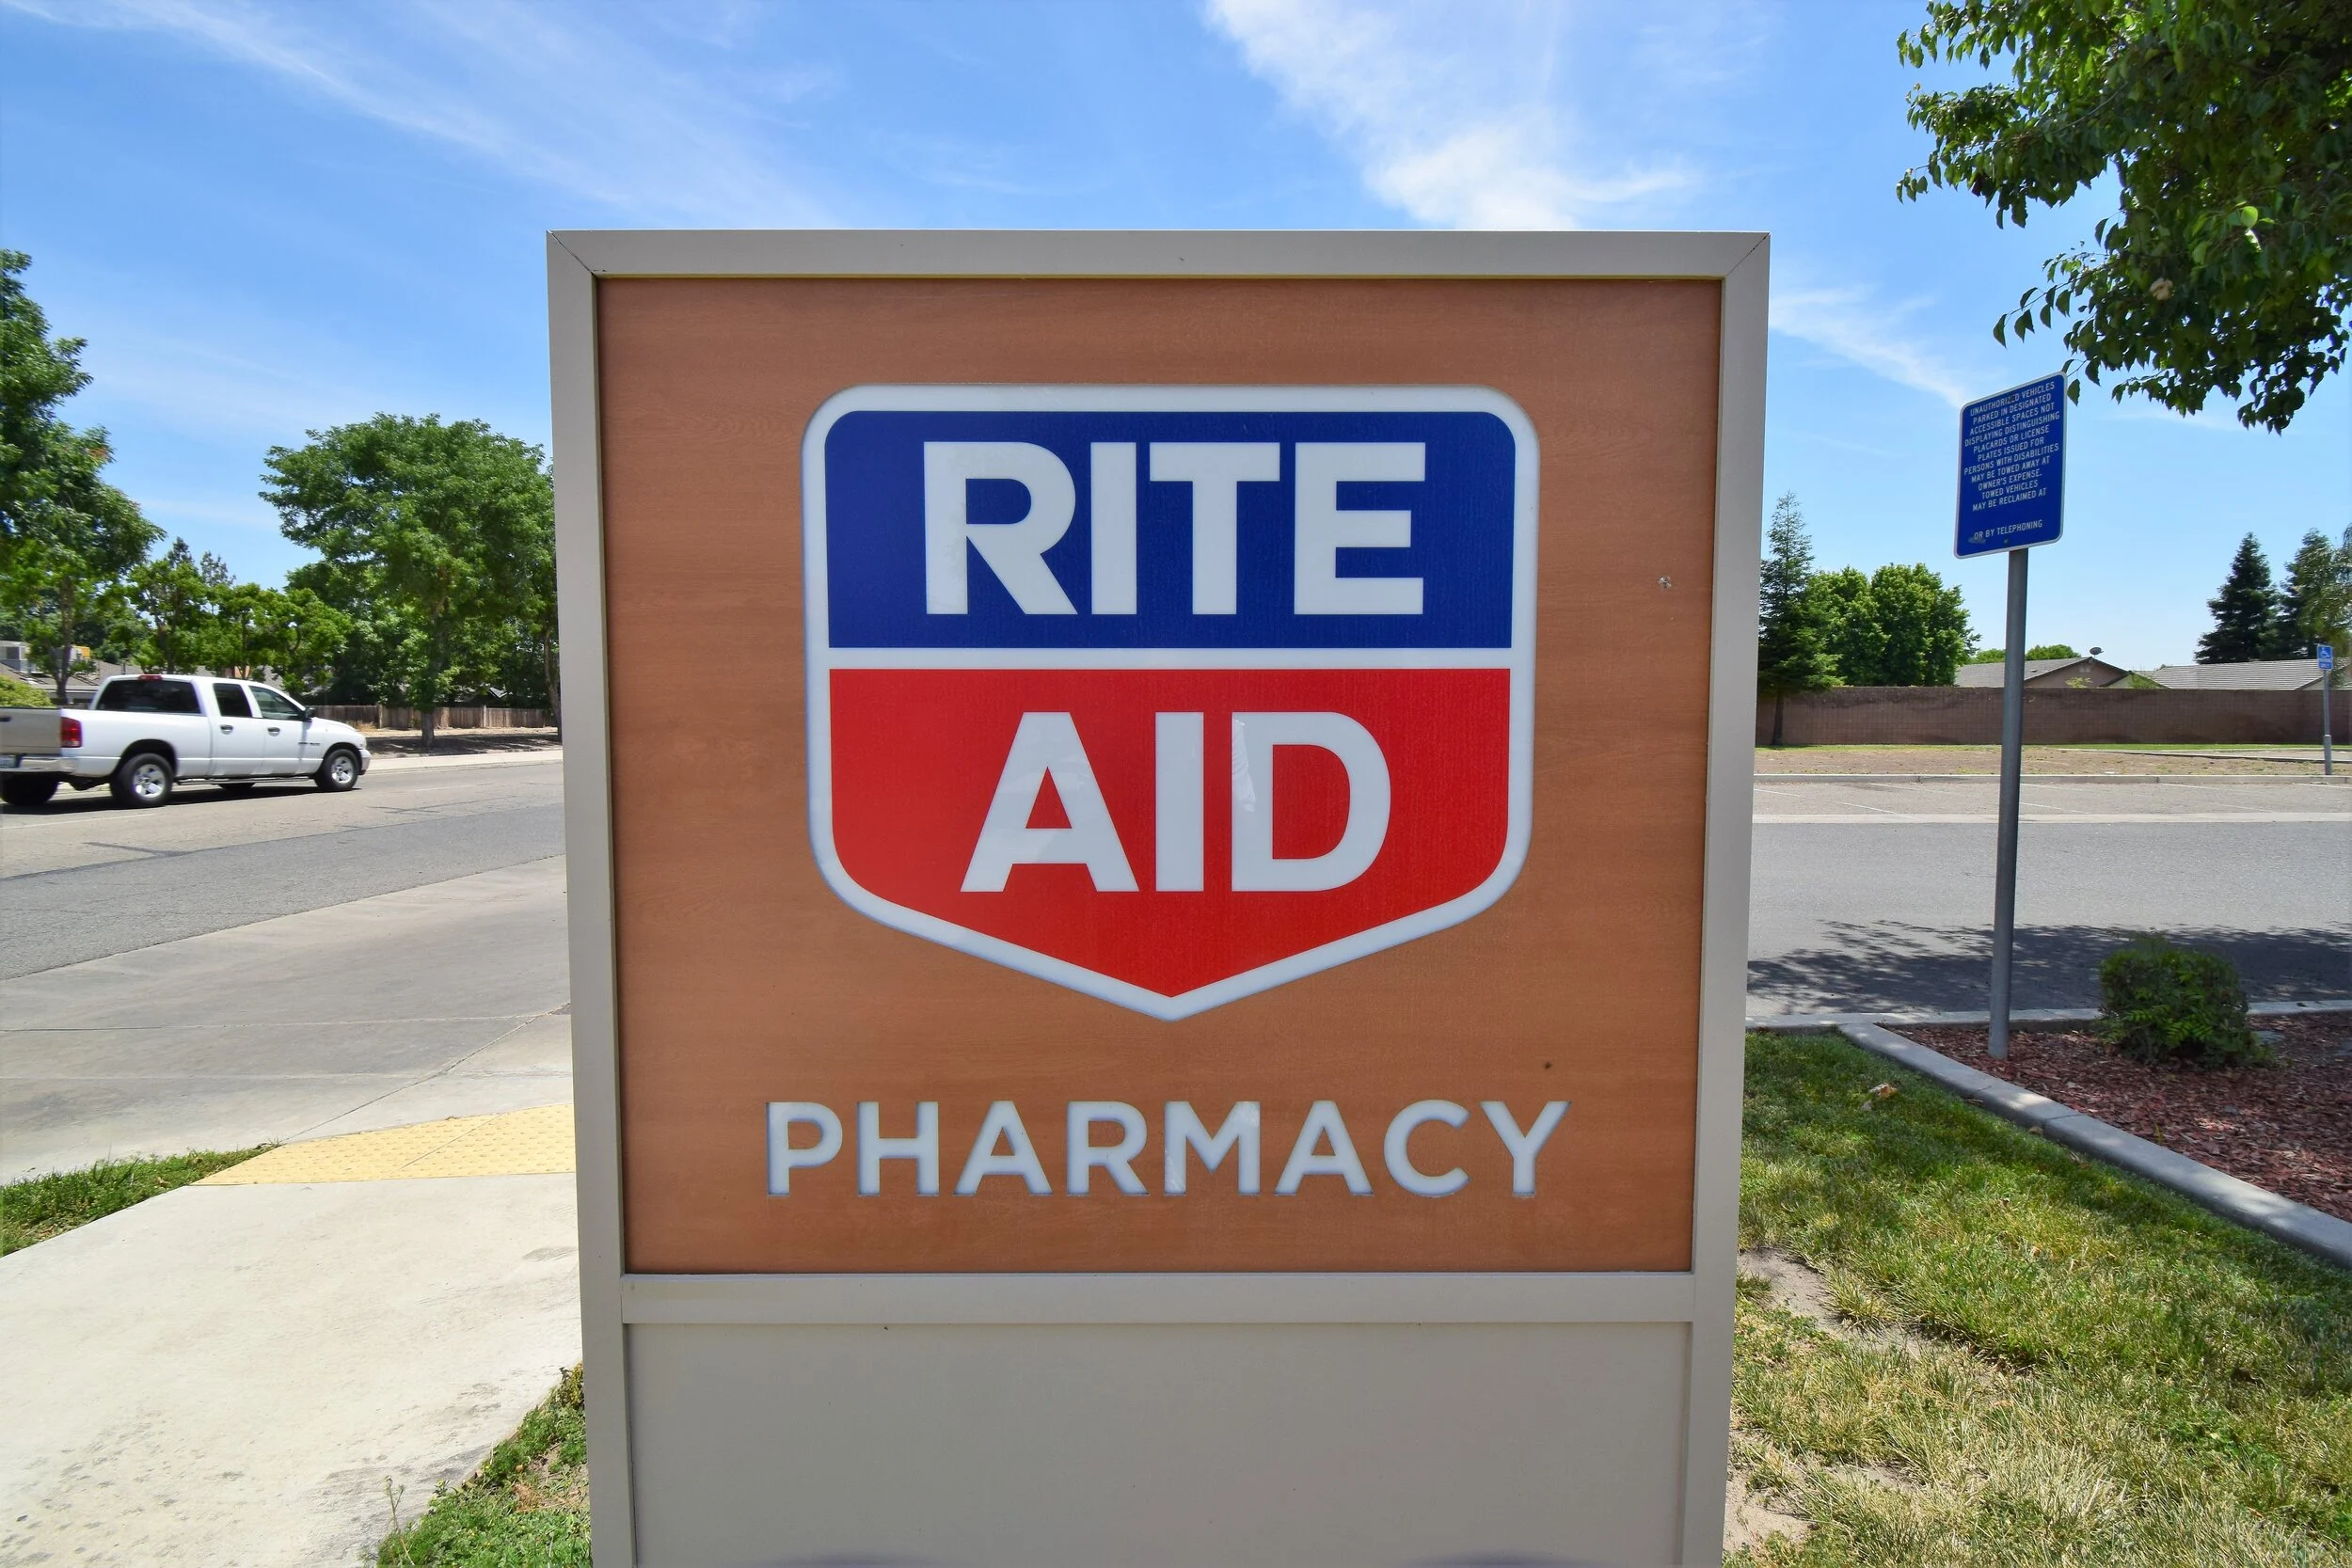 RITE
AID
PHARMACY
UNAUTHORIZED VEHICLES
PARKED IN DESIGNATED
ACCESSIBLE SPACES NOT
DISPLAYING DISTINGUISHING
PLACARDS OR LICENSE
PLATES ISSUED FOR
PERSONS WITH DISABILITIES
MAY BE TOWED AWAY AT
OWNER'S EXPENSE.
TOWED VEHICLES
MAY BE RECLAIMED AT
OR BY TELEPHONING